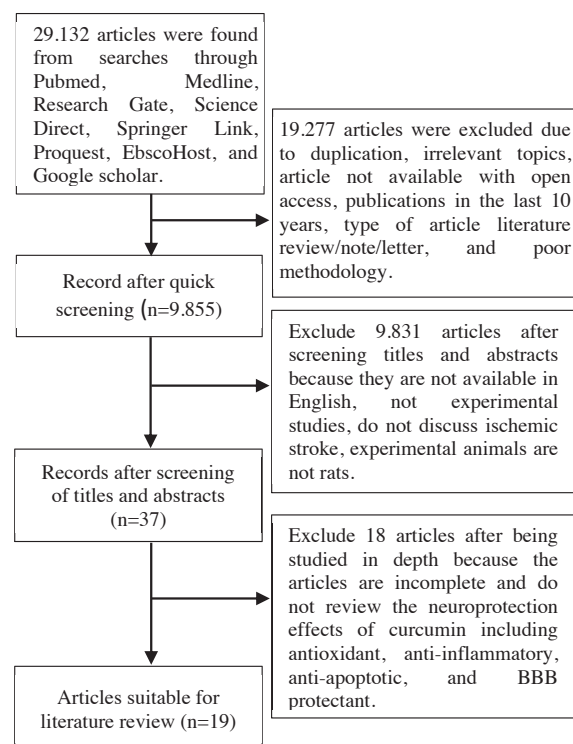 29.132 articles were found
from searches through
Pubmed, Medline,
Research Gate, Science
Direct, Springer Link,
Proquest, EbscoHost, and
Google scholar.
19.277 articles were excluded due
to duplication, irrelevant topics,
article not available with open
access, publications in the last 10
years, type of article literature
review/note/letter, and poor
methodology.
Record after quick
screening (n=9.855)
Exclude 9.831 articles after
screening titles and abstracts
because they are not available in
English, not experimental
studies, do not discuss ischemic
stroke, experimental animals are
not rats.
Records after screening
of titles and abstracts
(n=37)
Exclude 18 articles after being
studied in depth because the
articles are incomplete and do
not review the neuroprotection
effects of curcumin including
antioxidant, anti-inflammatory,
anti-apoptotic, and BBB
protectant.
Articles suitable for
literature review (n=19)